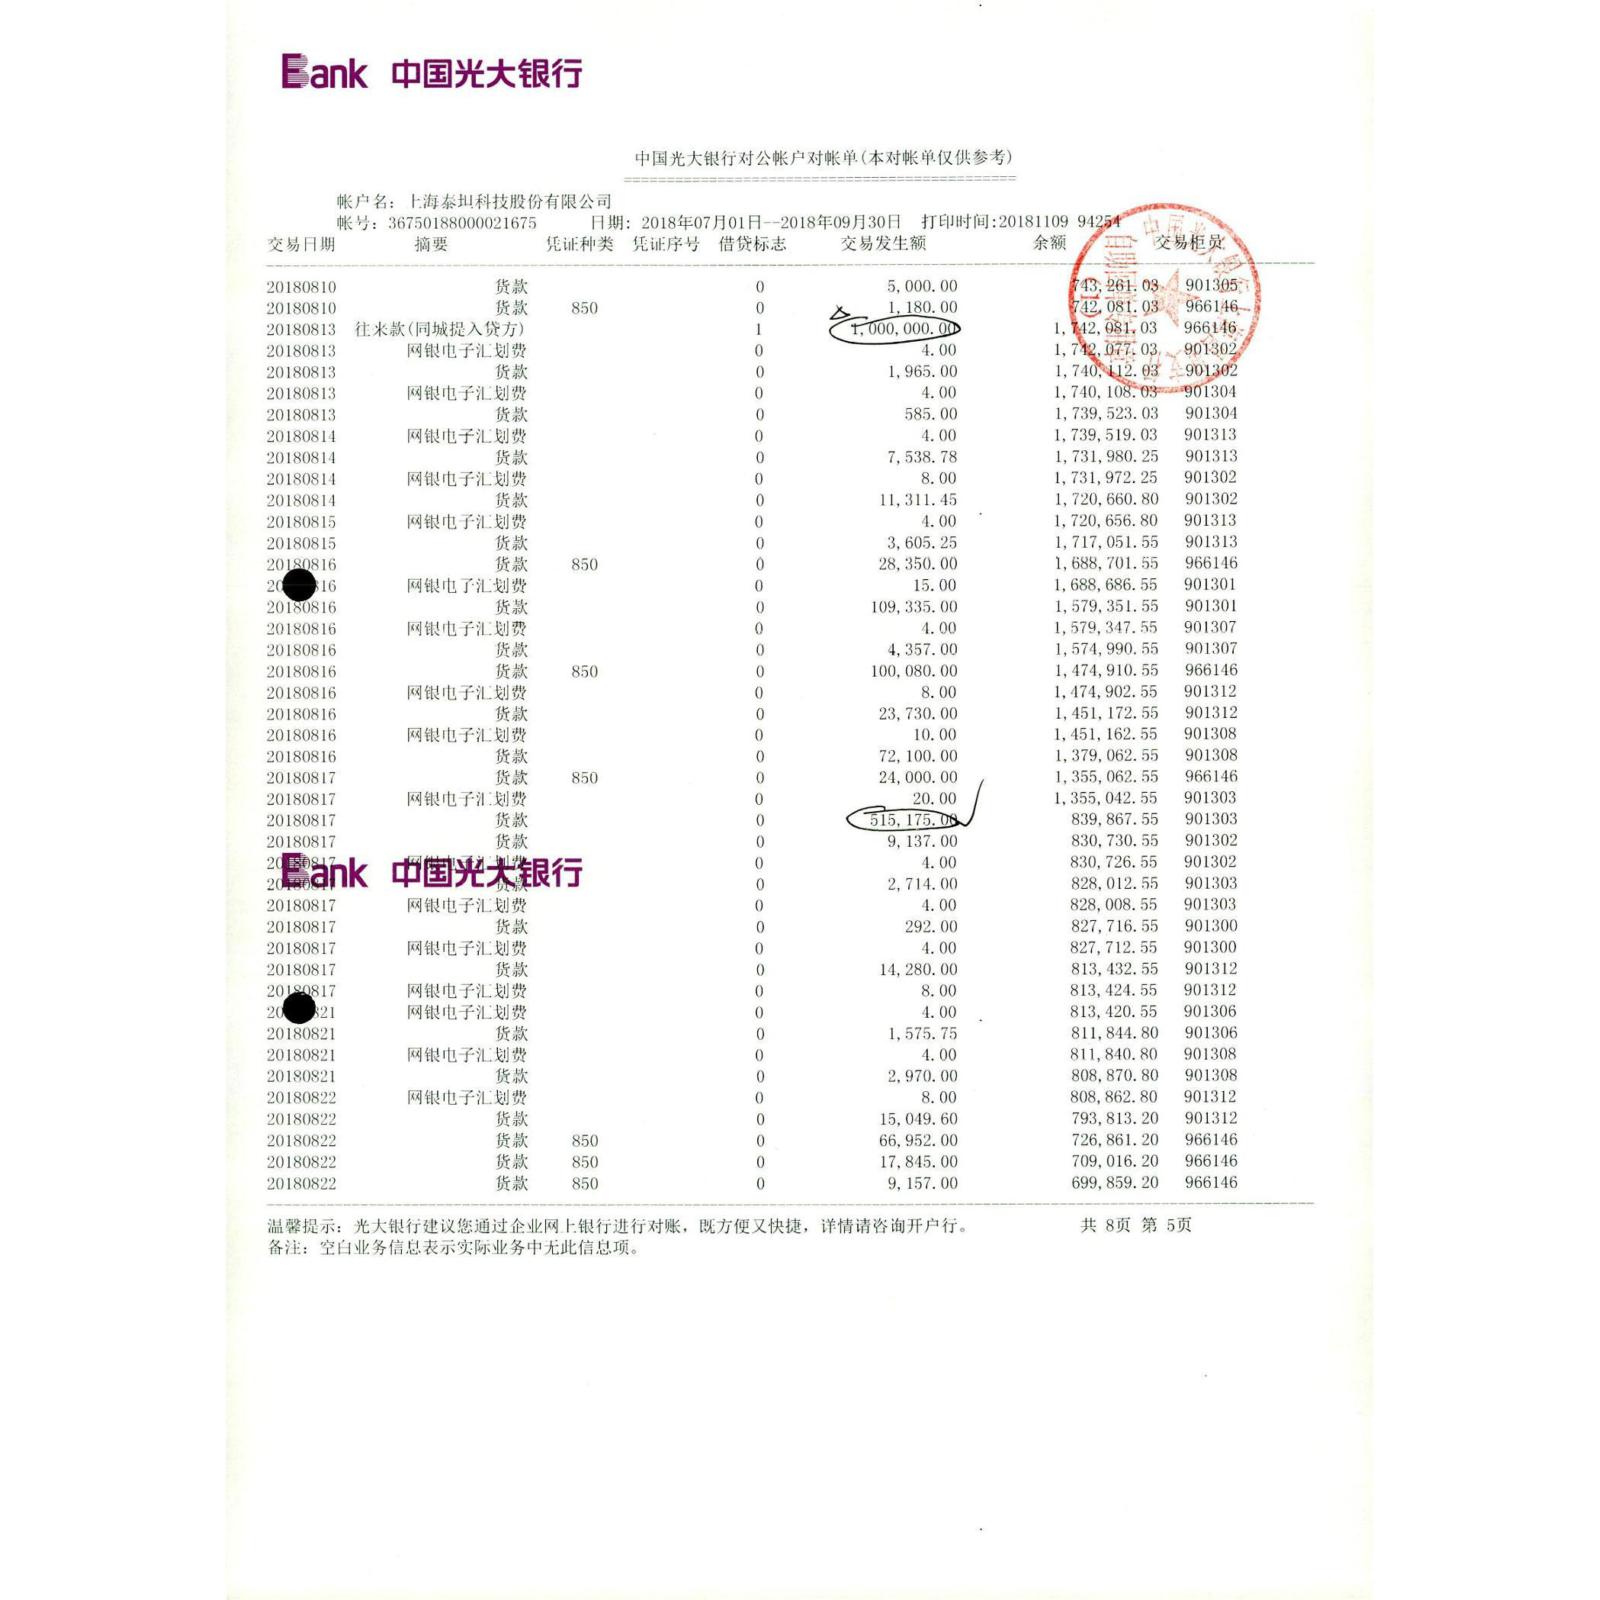 Bank 中国光大银行
中国光大银行对公帐户对帐单(本对帐单仅供参考)
帐户名: 上海泰坦科技股份有限公司
帐号: 36750188000021675 日期: 2018年07月01日--2018年09月30日 打印时间:20181109 94254
交易日期 摘要 凭证种类 凭证序号 借贷标志 交易发生额 余额 交易柜员
20180810 货款 0 5,000.00 743,261.03 901305
20180810 货款 850 0 1,180.00 742,081.03 966146
20180813 往来款(同城提入贷方) 1 1,000,000.00 1,742,081.03 966146
20180813 网银电子汇划费 0 4.00 1,742,077.03 901302
20180813 货款 0 1,965.00 1,740,112.03 901302
20180813 网银电子汇划费 0 4.00 1,740,108.03 901304
20180813 货款 0 585.00 1,739,523.03 901304
20180814 网银电子汇划费 0 4.00 1,739,519.03 901313
20180814 货款 0 7,538.78 1,731,980.25 901313
20180814 网银电子汇划费 0 8.00 1,731,972.25 901302
20180814 货款 0 11,311.45 1,720,660.80 901302
20180815 网银电子汇划费 0 4.00 1,720,656.80 901313
20180815 货款 0 3,605.25 1,717,051.55 901313
20180816 货款 850 0 28,350.00 1,688,701.55 966146
20180816 网银电子汇划费 0 15.00 1,688,686.55 901301
20180816 货款 0 109,335.00 1,579,351.55 901301
20180816 网银电子汇划费 0 4.00 1,579,347.55 901307
20180816 货款 0 4,357.00 1,574,990.55 901307
20180816 货款 850 0 100,080.00 1,474,910.55 966146
20180816 网银电子汇划费 0 8.00 1,474,902.55 901312
20180816 货款 0 23,730.00 1,451,172.55 901312
20180816 网银电子汇划费 0 10.00 1,451,162.55 901308
20180816 货款 0 72,100.00 1,379,062.55 901308
20180817 货款 850 0 24,000.00 1,355,062.55 966146
20180817 网银电子汇划费 0 20.00 1,355,042.55 901303
20180817 货款 0 515,175.00 839,867.55 901303
20180817 货款 0 9,137.00 830,730.55 901302
20180817 网银电子汇划费 0 4.00 830,726.55 901302
Bank 中国光大银行
20180817 货款 0 2,714.00 828,012.55 901303
20180817 网银电子汇划费 0 4.00 828,008.55 901303
20180817 货款 0 292.00 827,716.55 901300
20180817 网银电子汇划费 0 4.00 827,712.55 901300
20180817 货款 0 14,280.00 813,432.55 901312
20180817 网银电子汇划费 0 8.00 813,424.55 901312
20180821 网银电子汇划费 0 4.00 813,420.55 901306
20180821 货款 0 1,575.75 811,844.80 901306
20180821 网银电子汇划费 0 4.00 811,840.80 901308
20180821 货款 0 2,970.00 808,870.80 901308
20180822 网银电子汇划费 0 8.00 808,862.80 901312
20180822 货款 0 15,049.60 793,813.20 901312
20180822 货款 850 0 66,952.00 726,861.20 966146
20180822 货款 850 0 17,845.00 709,016.20 966146
20180822 货款 850 0 9,157.00 699,859.20 966146
温馨提示: 光大银行建议您通过企业网上银行进行对账, 既方便又快捷, 详情请咨询开户行。 共 8页 第 5页
备注: 空白业务信息表示实际业务中无此信息项。